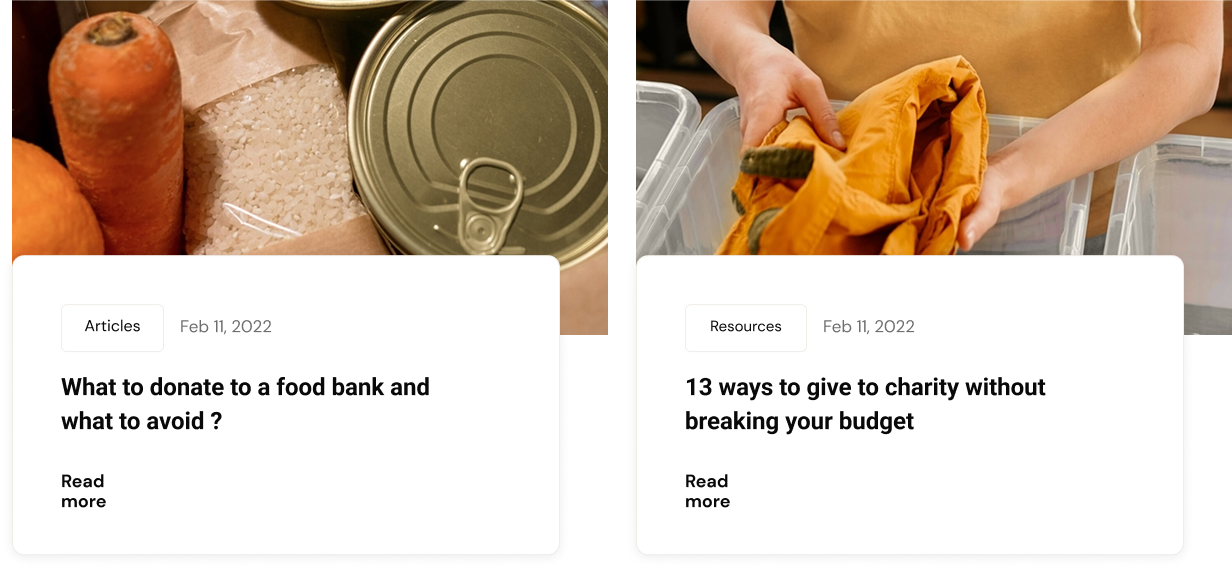 Articles
Feb 11, 2022
What to donate to a food bank and
what to avoid ?
Read
more
Resources
Feb 11, 2022
13 ways to give to charity without
breaking your budget
Read
more